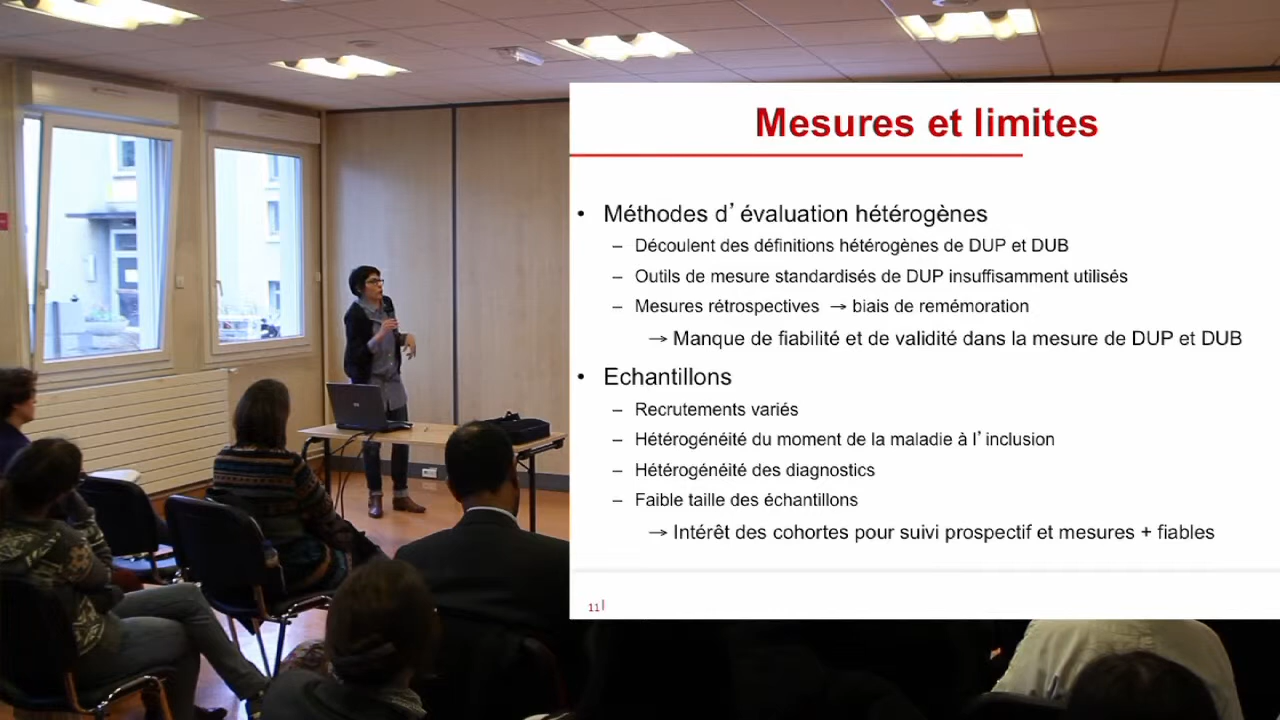 Mesures et limites
• Méthodes d’évaluation hétérogènes
– Découlent des définitions hétérogènes de DUP et DUB
– Outils de mesure standardisés de DUP insuffisamment utilisés
– Mesures rétrospectives → biais de remémoration
→ Manque de fiabilité et de validité dans la mesure de DUP et DUB
• Echantillons
– Recrutements variés
– Hétérogénéité du moment de la maladie à l’inclusion
– Hétérogénéité des diagnostics
– Faible taille des échantillons
→ Intérêt des cohortes pour suivi prospectif et mesures + fiables
11